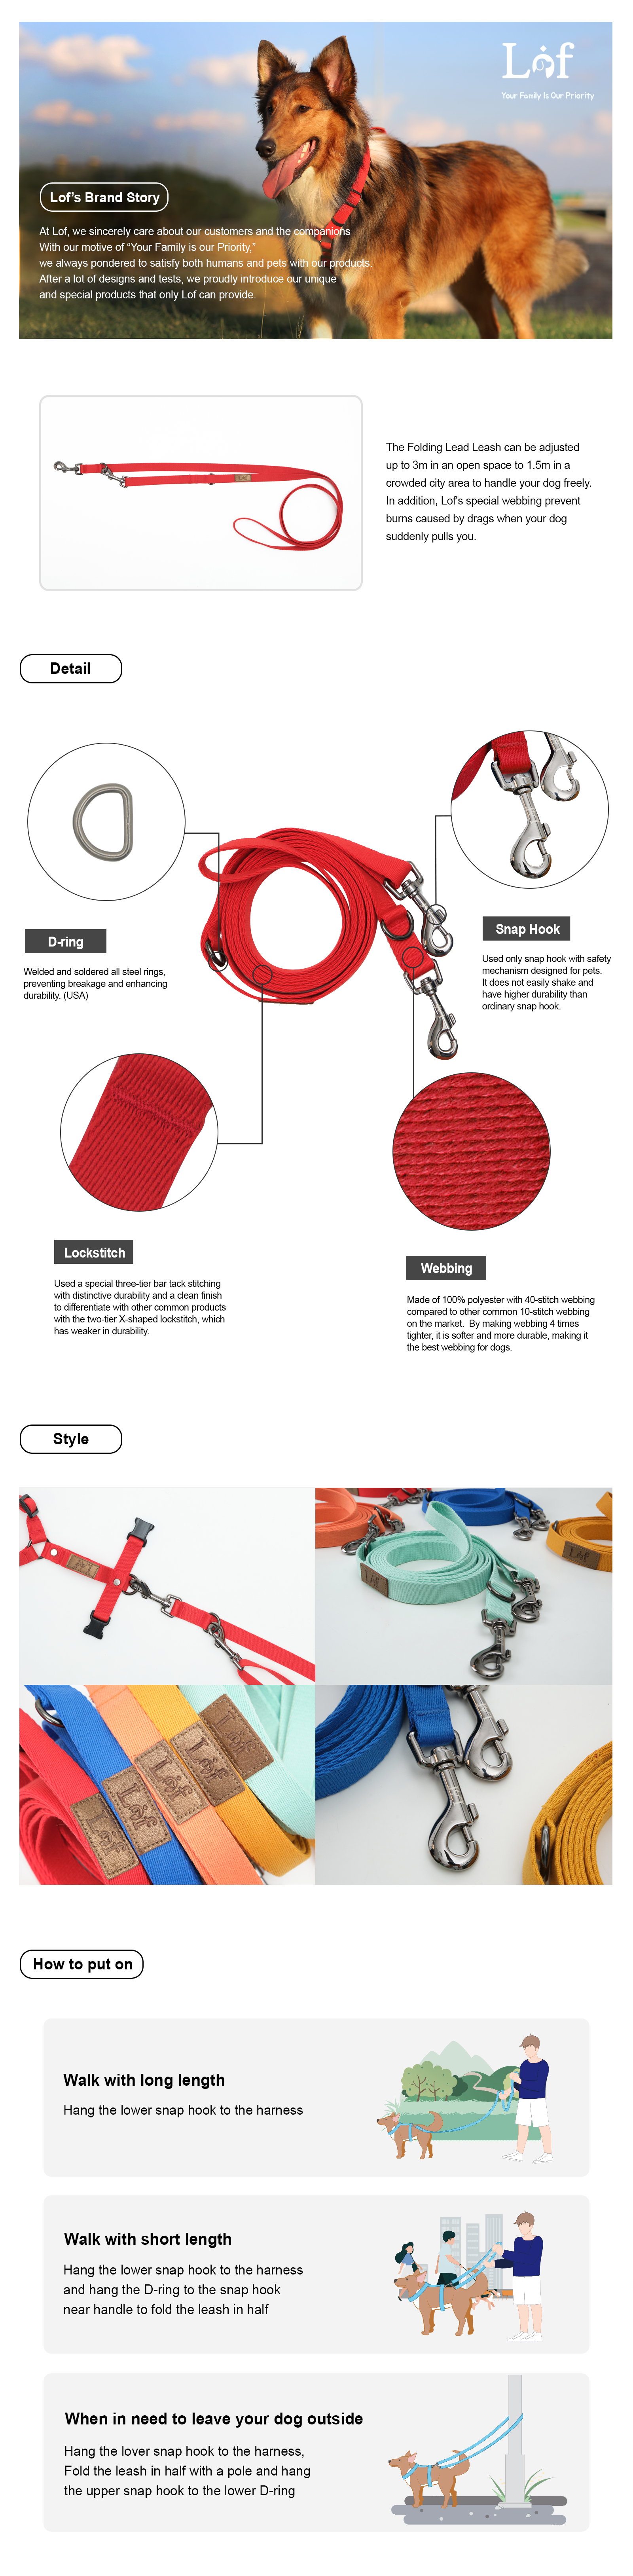 Lof
Your Family Is Our Priority
Lof's Brand Story
At Lof, we sincerely care about our customers and the companions
With our motive of “Your Family is our Priority,”
we always pondered to satisfy both humans and pets with our products.
After a lot of designs and tests, we proudly introduce our unique
and special products that only Lof can provide.
Lof
The Folding Lead Leash can be adjusted
up to 3m in an open space to 1.5m in a
crowded city area to handle your dog freely.
In addition, Lof's special webbing prevent
burns caused by drags when your dog
suddenly pulls you.
Detail
D-ring
Welded and soldered all steel rings,
preventing breakage and enhancing
durability. (USA)
Snap Hook
Used only snap hook with safety
mechanism designed for pets.
It does not easily shake and
have higher durability than
ordinary snap hook.
Lockstitch
Used a special three-tier bar tack stitching
with distinctive durability and a clean finish
to differentiate with other common products
with the two-tier X-shaped lockstitch, which
has weaker in durability.
Webbing
Made of 100% polyester with 40-stitch webbing
compared to other common 10-stitch webbing
on the market. By making webbing 4 times
tighter, it is softer and more durable, making it
the best webbing for dogs.
Style
Lof
Lof
Lof
Lof
Lof
Lof
Lof
Lof
How to put on
Walk with long length
Hang the lower snap hook to the harness
Walk with short length
Hang the lower snap hook to the harness
and hang the D-ring to the snap hook
near handle to fold the leash in half
When in need to leave your dog outside
Hang the lover snap hook to the harness,
Fold the leash in half with a pole and hang
the upper snap hook to the lower D-ring